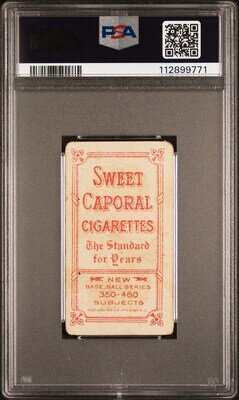 PSA
112899771
SWEET
CAPORAL
CIGARETTES
The Standard
for Years
NEW
BASE BALL SERIES
350-460
SUBJECTS